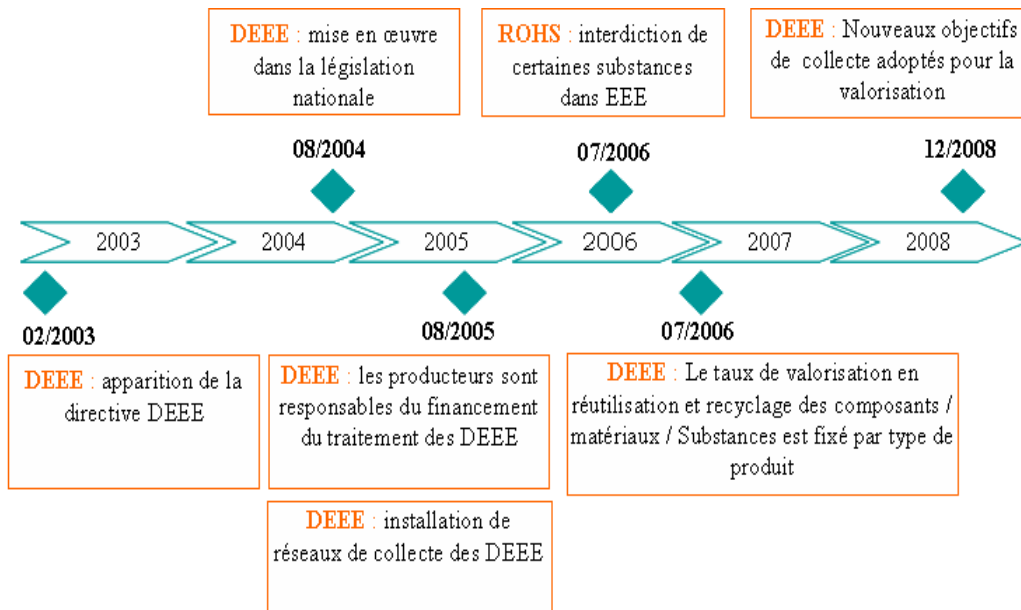 DEEE : mise en œuvre
dans la législation
nationale
ROHS : interdiction de
certaines substances
dans EEE
DEEE : Nouveaux objectifs
de collecte adoptés pour la
valorisation
08/2004
07/2006
12/2008
2003
2004
2005
2006
2007
2008
02/2003
08/2005
07/2006
DEEE : apparition de la
directive DEEE
DEEE : les producteurs sont
responsables du financement
du traitement des DEEE
DEEE : Le taux de valorisation en
réutilisation et recyclage des composants /
matériaux / Substances est fixé par type de
produit
DEEE : installation de
réseaux de collecte des DEEE